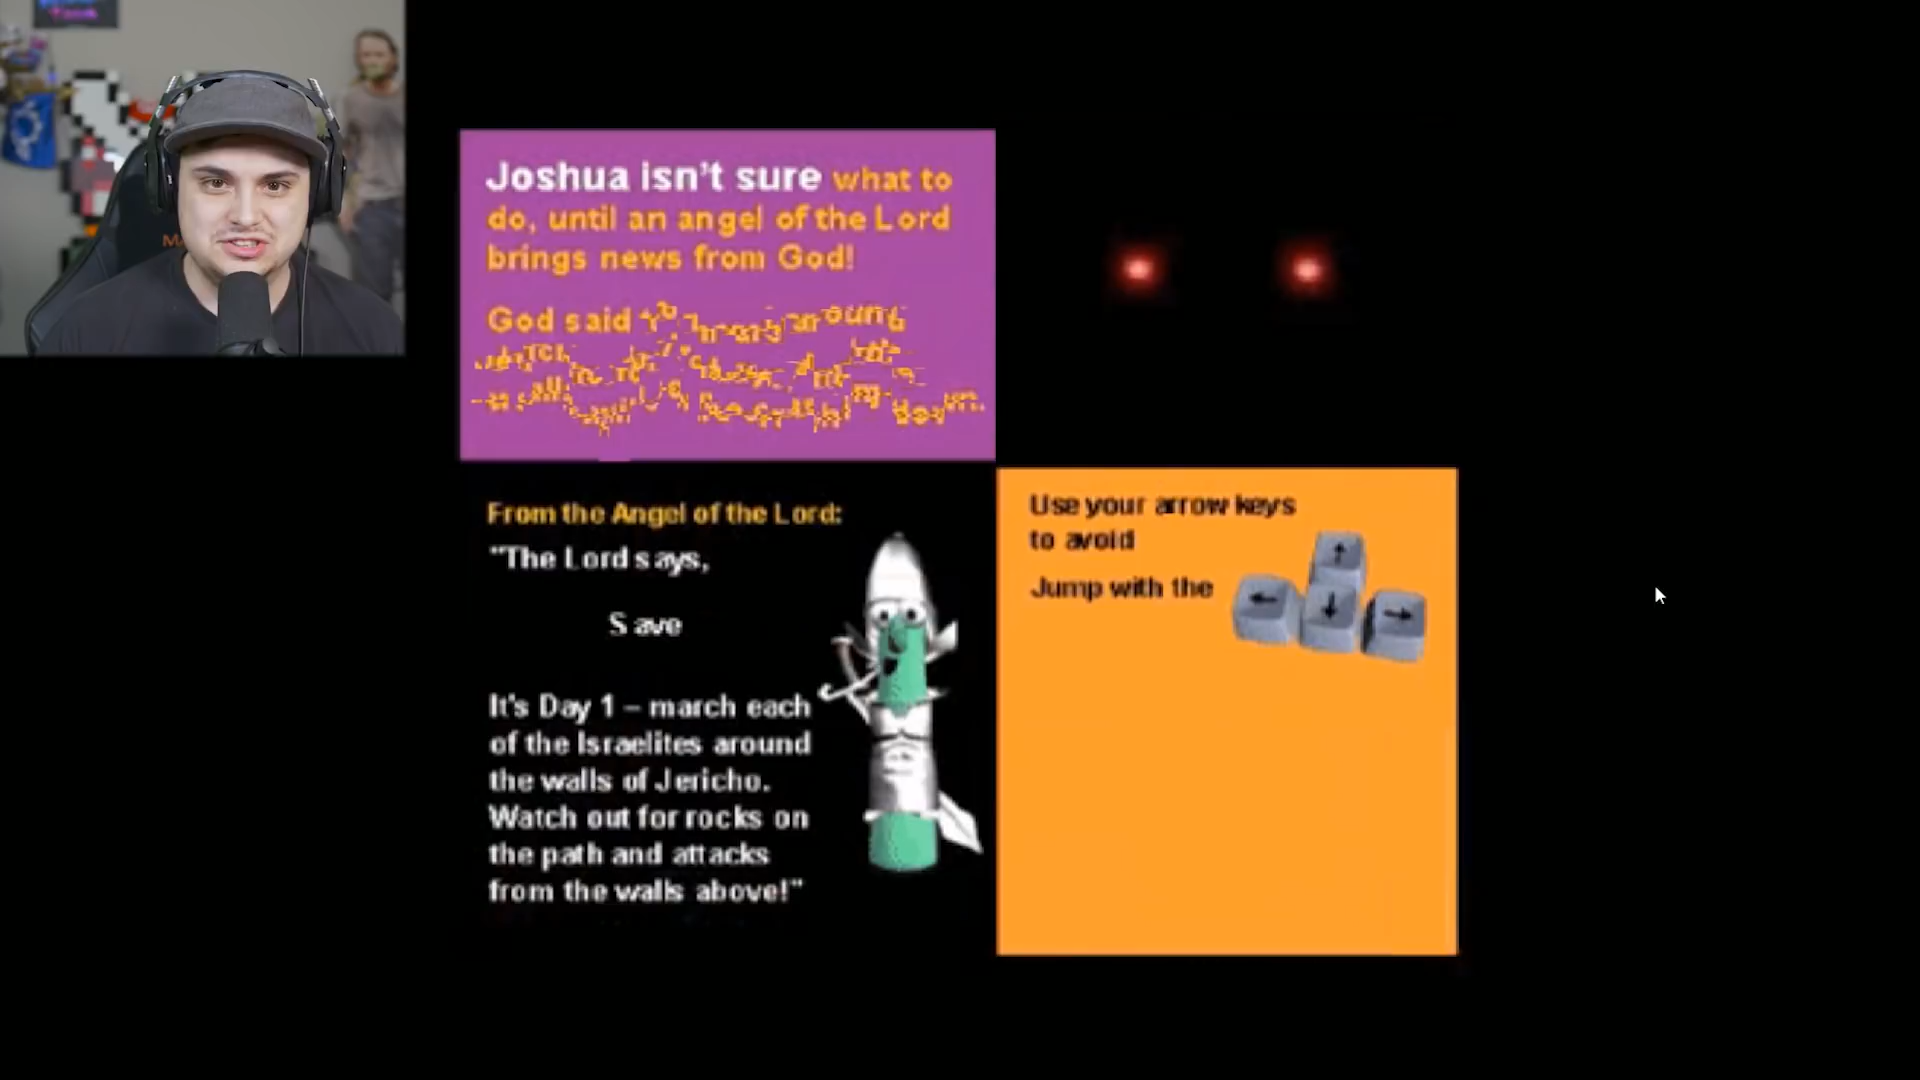 Joshua isn't sure what to
do, until an angel of the Lord
brings news from God!
God said
From the Angel of the Lord:
"The Lord says,
Save
It's Day 1 – march each
of the Israelites around
the walls of Jericho.
Watch out for rocks on
the path and attacks
from the walls above!"
Use your arrow keys
to avoid
Jump with the